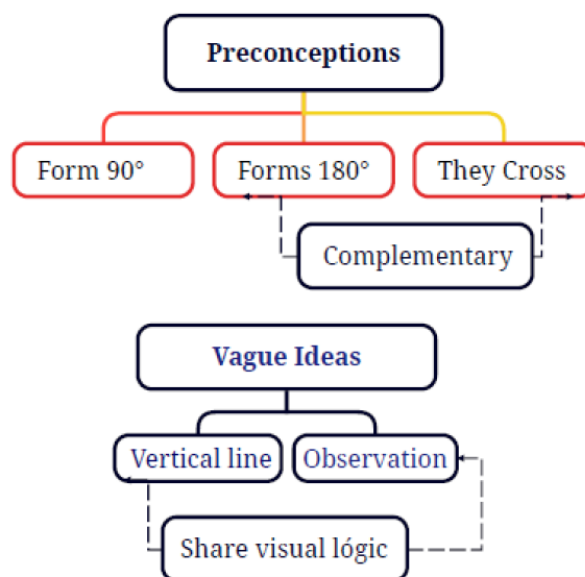 Preconceptions
Form 90°
Forms 180°
They Cross
Complementary
Vague Ideas
Vertical line
Observation
Share visual lógic